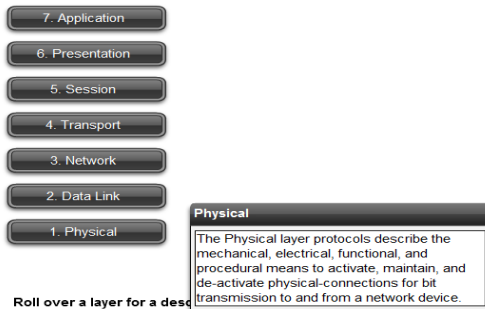 7. Application
6. Presentation
5. Session
4. Transport
3. Network
2. Data Link
1. Physical
Physical
The Physical layer protocols describe the
mechanical, electrical, functional, and
procedural means to activate, maintain, and
de-activate physical-connections for bit
transmission to and from a network device.
Roll over a layer for a desc